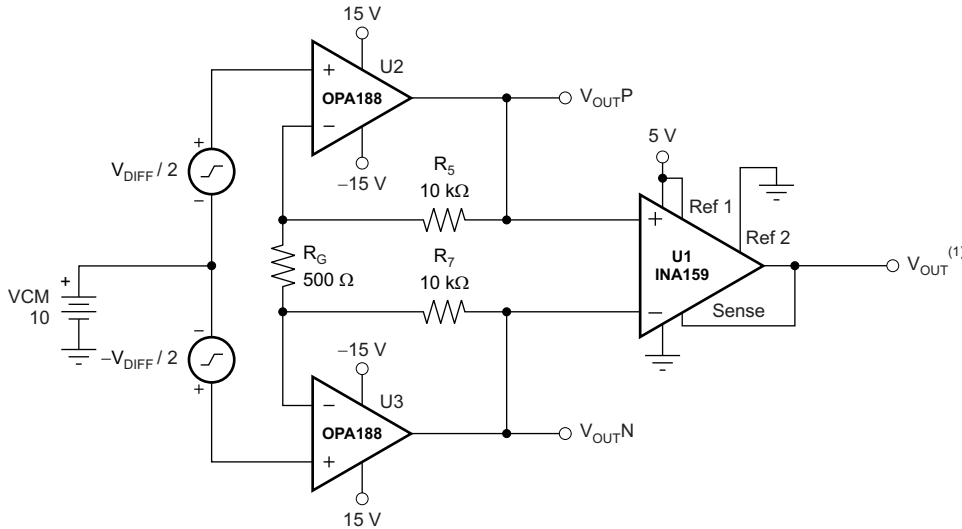 15 V
+
U2
OPA188
−
−15 V
V_OUT P
+
V_DIFF / 2
−
R_5
10 kΩ
5 V
Ref 1
+
Ref 2
R_G
500 Ω
U1
INA159
V_OUT (1)
+
VCM
10
R_7
10 kΩ
−
Sense
−
−V_DIFF / 2
+
−15 V
U3
−
OPA188
+
V_OUT N
15 V